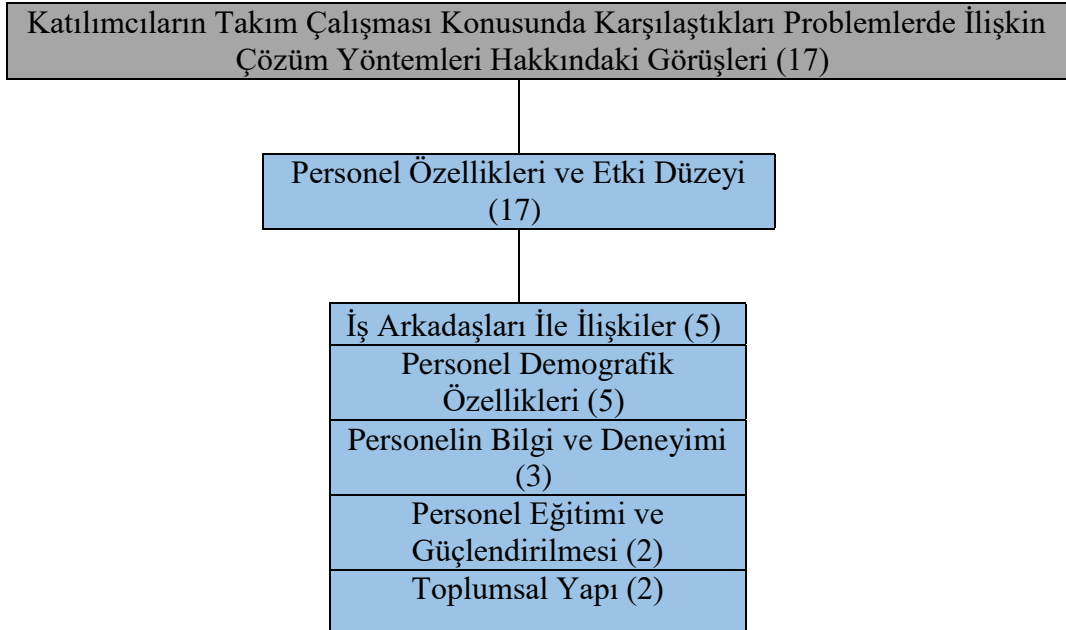 Katılımcıların Takım Çalışması Konusunda Karşılaştıkları Problemlerde İlişkin
Çözüm Yöntemleri Hakkındaki Görüşleri (17)
Personel Özellikleri ve Etki Düzeyi
(17)
İş Arkadaşları İle İlişkiler (5)
Personel Demografik
Özellikleri (5)
Personelin Bilgi ve Deneyimi
(3)
Personel Eğitimi ve
Güçlendirilmesi (2)
Toplumsal Yapı (2)